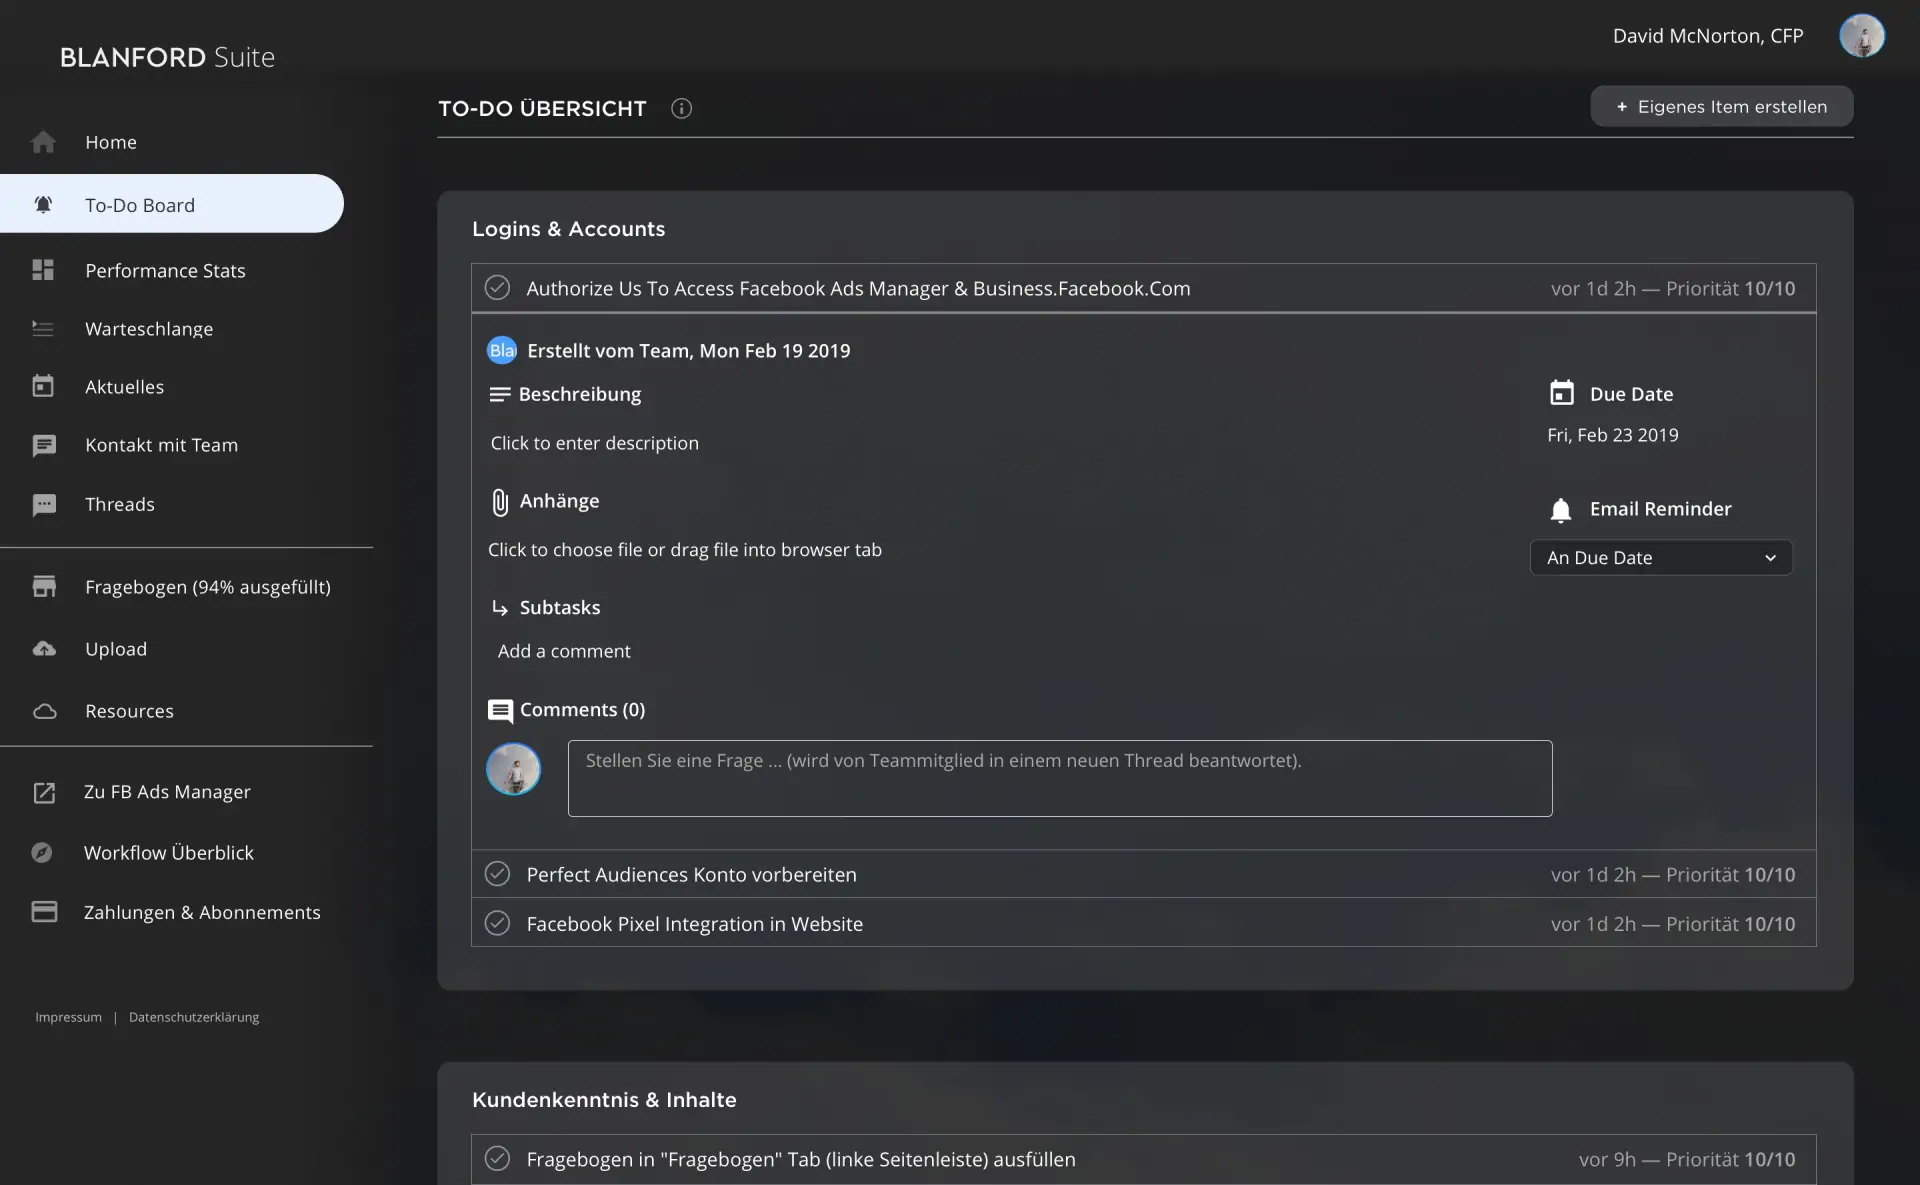 BLANFORD Suite
David McNorton, CFP
Home
To-Do Board
Performance Stats
Warteschlange
Aktuelles
Kontakt mit Team
Threads
Fragebogen (94% ausgefüllt)
Upload
Resources
Zu FB Ads Manager
Workflow Überblick
Zahlungen & Abonnements
Impressum | Datenschutzerklärung
TO-DO ÜBERSICHT
+ Eigenes Item erstellen
Logins & Accounts
Authorize Us To Access Facebook Ads Manager & Business.Facebook.Com
vor 1d 2h — Priorität 10/10
Bla
Erstellt vom Team, Mon Feb 19 2019
Beschreibung
Click to enter description
Anhänge
Click to choose file or drag file into browser tab
Subtasks
Add a comment
Due Date
Fri, Feb 23 2019
Email Reminder
An Due Date
Comments (0)
Stellen Sie eine Frage ... (wird von Teammitglied in einem neuen Thread beantwortet).
Perfect Audiences Konto vorbereiten
vor 1d 2h — Priorität 10/10
Facebook Pixel Integration in Website
vor 1d 2h — Priorität 10/10
Kundenkenntnis & Inhalte
Fragebogen in "Fragebogen" Tab (linke Seitenleiste) ausfüllen
vor 9h — Priorität 10/10